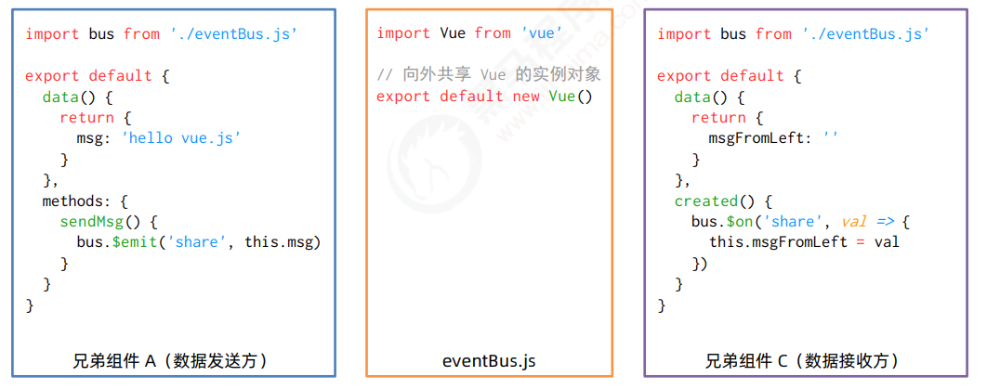 import bus from './eventBus.js’
export default {
data() {
return {
msg: 'hello vue.js'
}
},
methods: {
sendMsg() {
bus.$emit('share', this.msg)
}
}
}
兄弟组件 A（数据发送方）
import Vue from 'vue'
// 向外共享 Vue 的实例对象
export default new Vue()
eventBus.js
import bus from './eventBus.js'
export default {
data() {
return {
msgFromLeft: ''
}
},
created() {
bus.$on('share', val => {
this.msgFromLeft = val
})
}
}
兄弟组件 C（数据接收方）